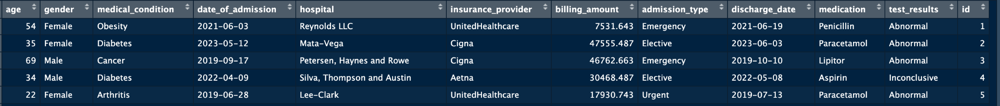 age gender medical_condition date_of_admission hospital insurance_provider billing_amount admission_type discharge_date medication test_results id
54 Female Obesity 2021-06-03 Reynolds LLC UnitedHealthcare 7531.643 Emergency 2021-06-19 Penicillin Abnormal 1
35 Female Diabetes 2023-05-12 Mata-Vega Cigna 47555.487 Elective 2023-06-03 Paracetamol Abnormal 2
69 Male Cancer 2019-09-17 Petersen, Haynes and Rowe Cigna 46762.663 Emergency 2019-10-10 Lipitor Abnormal 3
34 Male Diabetes 2022-04-09 Silva, Thompson and Austin Aetna 30468.487 Elective 2022-05-08 Aspirin Inconclusive 4
22 Female Arthritis 2019-06-28 Lee-Clark UnitedHealthcare 17930.743 Urgent 2019-07-13 Paracetamol Abnormal 5